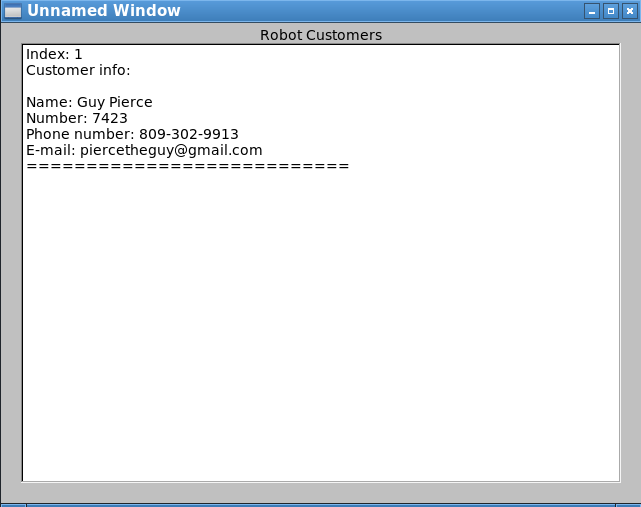 Unnamed Window
Robot Customers
Index: 1
Customer info:
Name: Guy Pierce
Number: 7423
Phone number: 809-302-9913
E-mail: piercetheguy@gmail.com
===========================